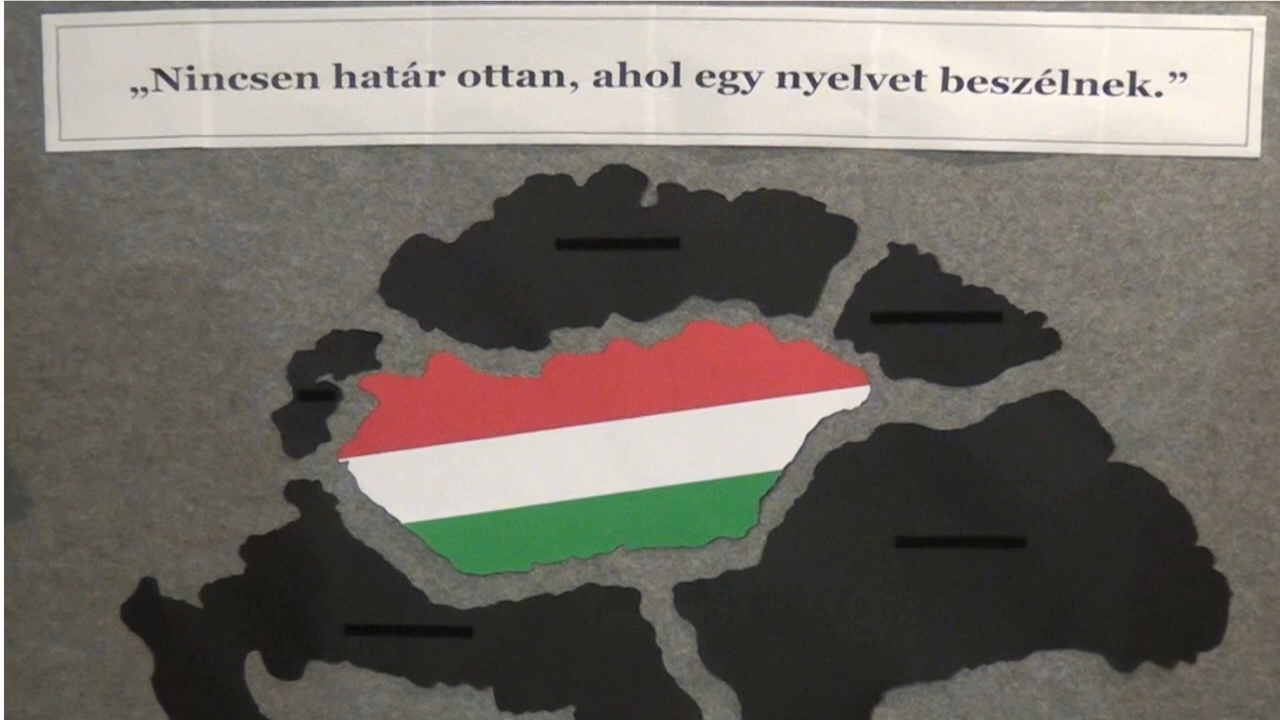 „Nincsen határ ottan, ahol egy nyelvet beszélnek.”